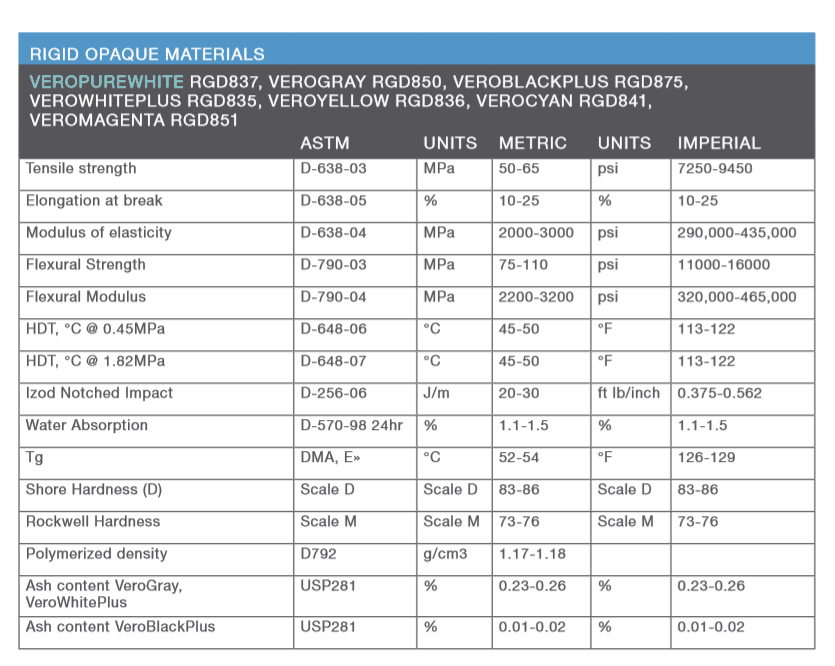 RIGID OPAQUE MATERIALS
VEROPUREWHITE RGD837, VEROGRAY RGD850, VEROBLACKPLUS RGD875,
VEROWHITEPLUS RGD835, VEROYELLOW RGD836, VEROCYAN RGD841,
VEROMAGENTA RGD851
ASTM UNITS METRIC UNITS IMPERIAL
Tensile strength D-638-03 MPa 50-65 psi 7250-9450
Elongation at break D-638-05 % 10-25 % 10-25
Modulus of elasticity D-638-04 MPa 2000-3000 psi 290,000-435,000
Flexural Strength D-790-03 MPa 75-110 psi 11000-16000
Flexural Modulus D-790-04 MPa 2200-3200 psi 320,000-465,000
HDT, °C @ 0.45MPa D-648-06 °C 45-50 °F 113-122
HDT, °C @ 1.82MPa D-648-07 °C 45-50 °F 113-122
Izod Notched Impact D-256-06 J/m 20-30 ft lb/inch 0.375-0.562
Water Absorption D-570-98 24hr % 1.1-1.5 % 1.1-1.5
Tg DMA, E» °C 52-54 °F 126-129
Shore Hardness (D) Scale D Scale D 83-86 Scale D 83-86
Rockwell Hardness Scale M Scale M 73-76 Scale M 73-76
Polymerized density D792 g/cm3 1.17-1.18
Ash content VeroGray, USP281 % 0.23-0.26 % 0.23-0.26
VeroWhitePlus
Ash content VeroBlackPlus USP281 % 0.01-0.02 % 0.01-0.02